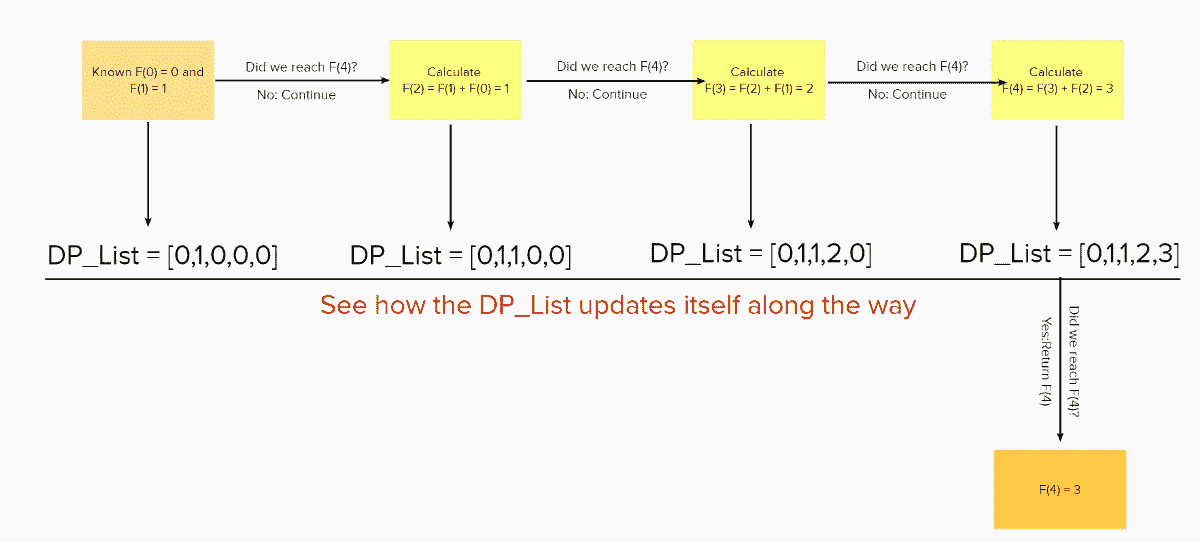 Known F(0) = 0 and
F(1) = 1
Did we reach F(4)?
No: Continue
Calculate
F(2) = F(1) + F(0) = 1
Did we reach F(4)?
No: Continue
Calculate
F(3) = F(2) + F(1) = 2
Did we reach F(4)?
No: Continue
Calculate
F(4) = F(3) + F(2) = 3
DP_List = [0,1,0,0,0]
DP_List = [0,1,1,0,0]
DP_List = [0,1,1,2,0]
DP_List = [0,1,1,2,3]
See how the DP_List updates itself along the way
Did we reach F(4)?
Yes:Return F(4)
F(4) = 3